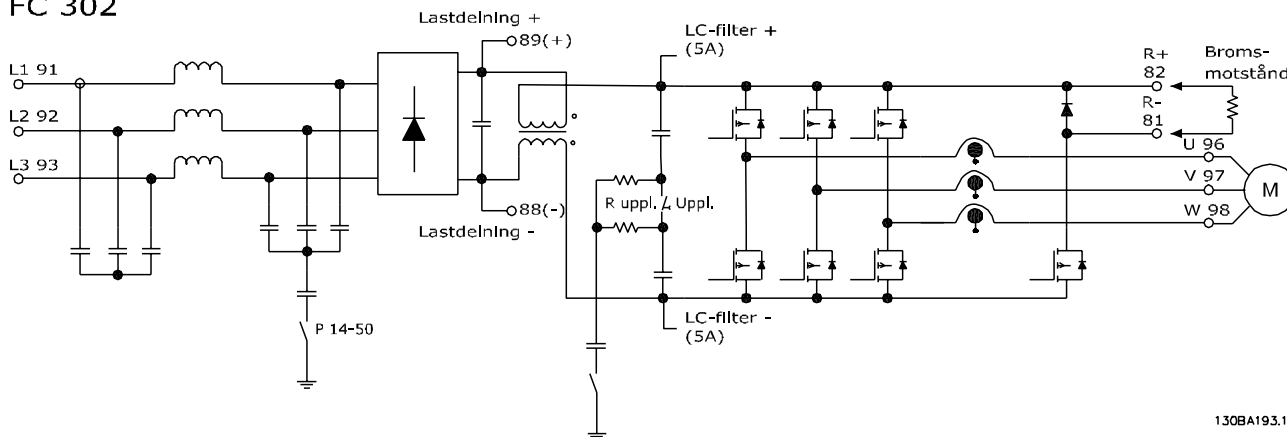 FC 302
Lastdelning +
89(+)
LC-filter +
(5A)
R+
82
Broms-
motstånd
L1 91
R-
81
L2 92
U 96
L3 93
V 97
M
R uppl.
Uppl.
88(-)
W 98
Lastdelning -
LC-filter -
(5A)
P 14-50
130BA193.1